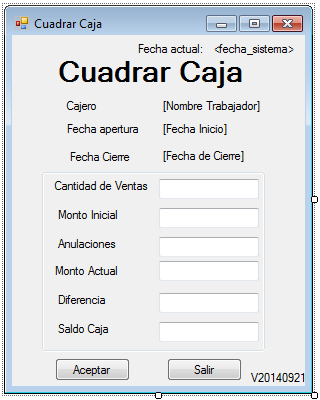 Cuadrar Caja
Fecha actual: <fecha_sistema>
Cuadrar Caja
Cajero [Nombre Trabajador]
Fecha apertura [Fecha Inicio]
Fecha Cierre [Fecha de Cierre]
Cantidad de Ventas
Monto Inicial
Anulaciones
Monto Actual
Diferencia
Saldo Caja
Aceptar Salir
V20140921